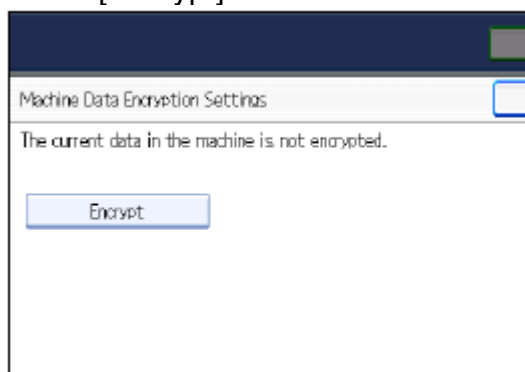 Machine Data Encryption Settings
The current data in the machine is not encrypted.
Encrypt